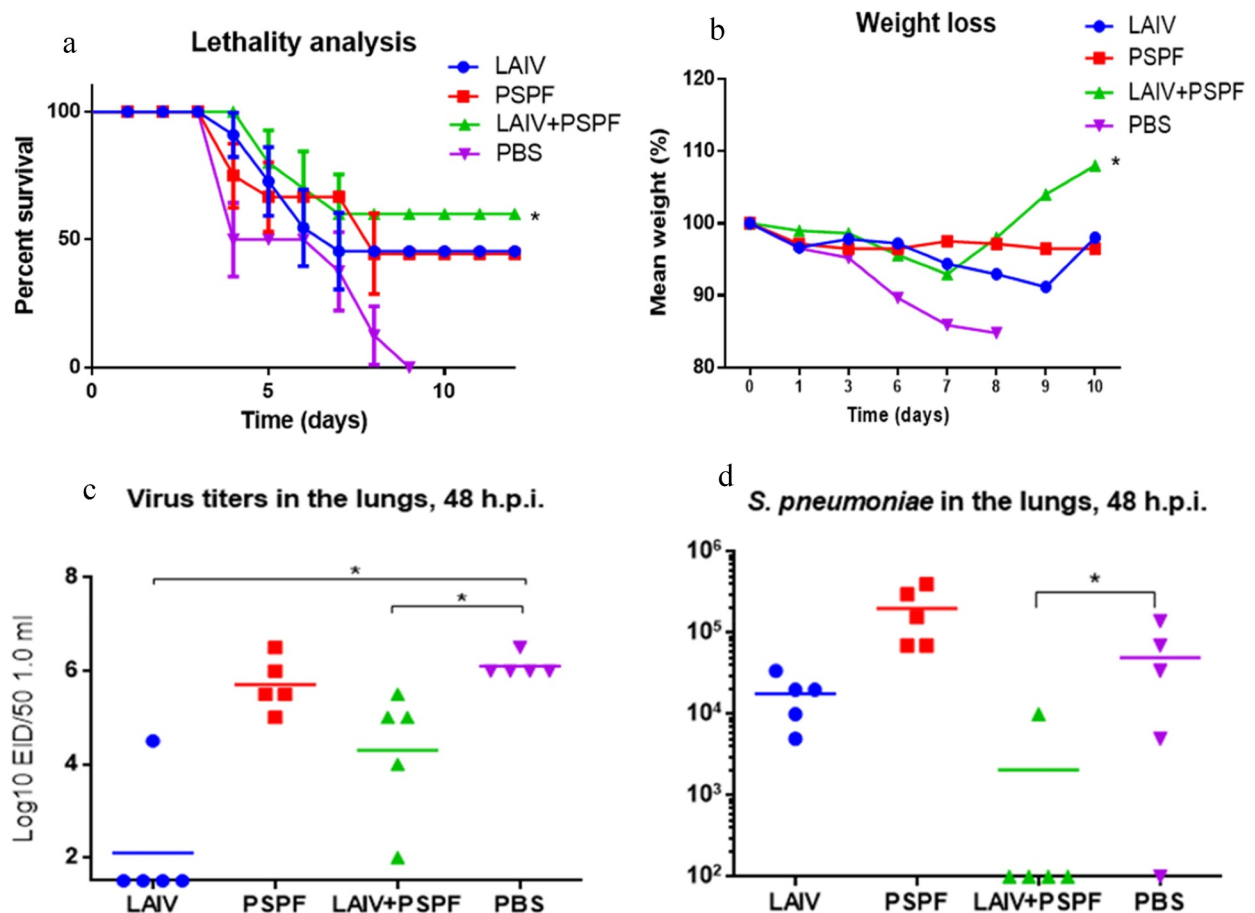 a
Lethality analysis
LAIV
PSPF
LAIV+PSPF
PBS
Percent survival
100
50
0
*
0 5 10
Time (days)
b
Weight loss
LAIV
PSPF
LAIV+PSPF
PBS
Mean weight (%)
120
110
100
90
80
*
0 1 3 6 7 8 9 10
Time (days)
c
Virus titers in the lungs, 48 h.p.i.
Log10 EID/50 1.0 ml
8
6
4
2
*
*
LAIV PSPF LAIV+PSPF PBS
d
S. pneumoniae in the lungs, 48 h.p.i.
10⁶
10⁵
10⁴
10³
10²
*
LAIV PSPF LAIV+PSPF PBS